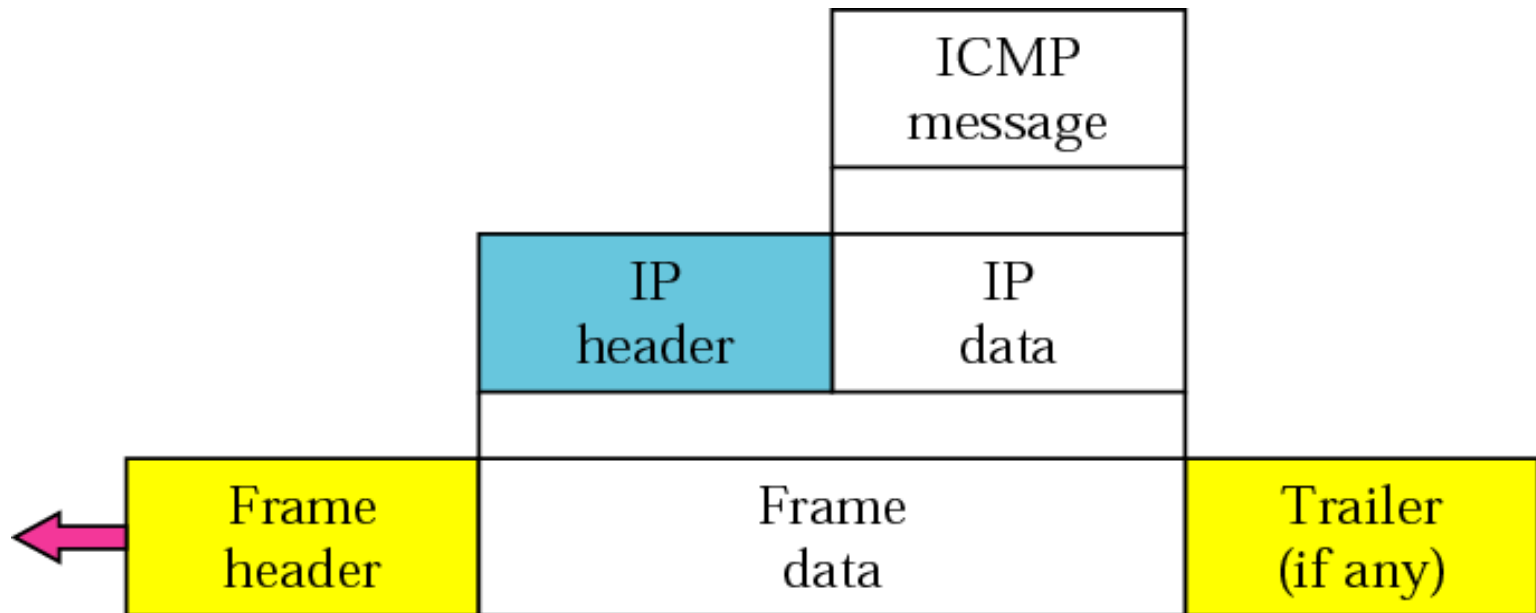 ICMP
message
IP
header
IP
data
Frame
header
Frame
data
Trailer
(if any)